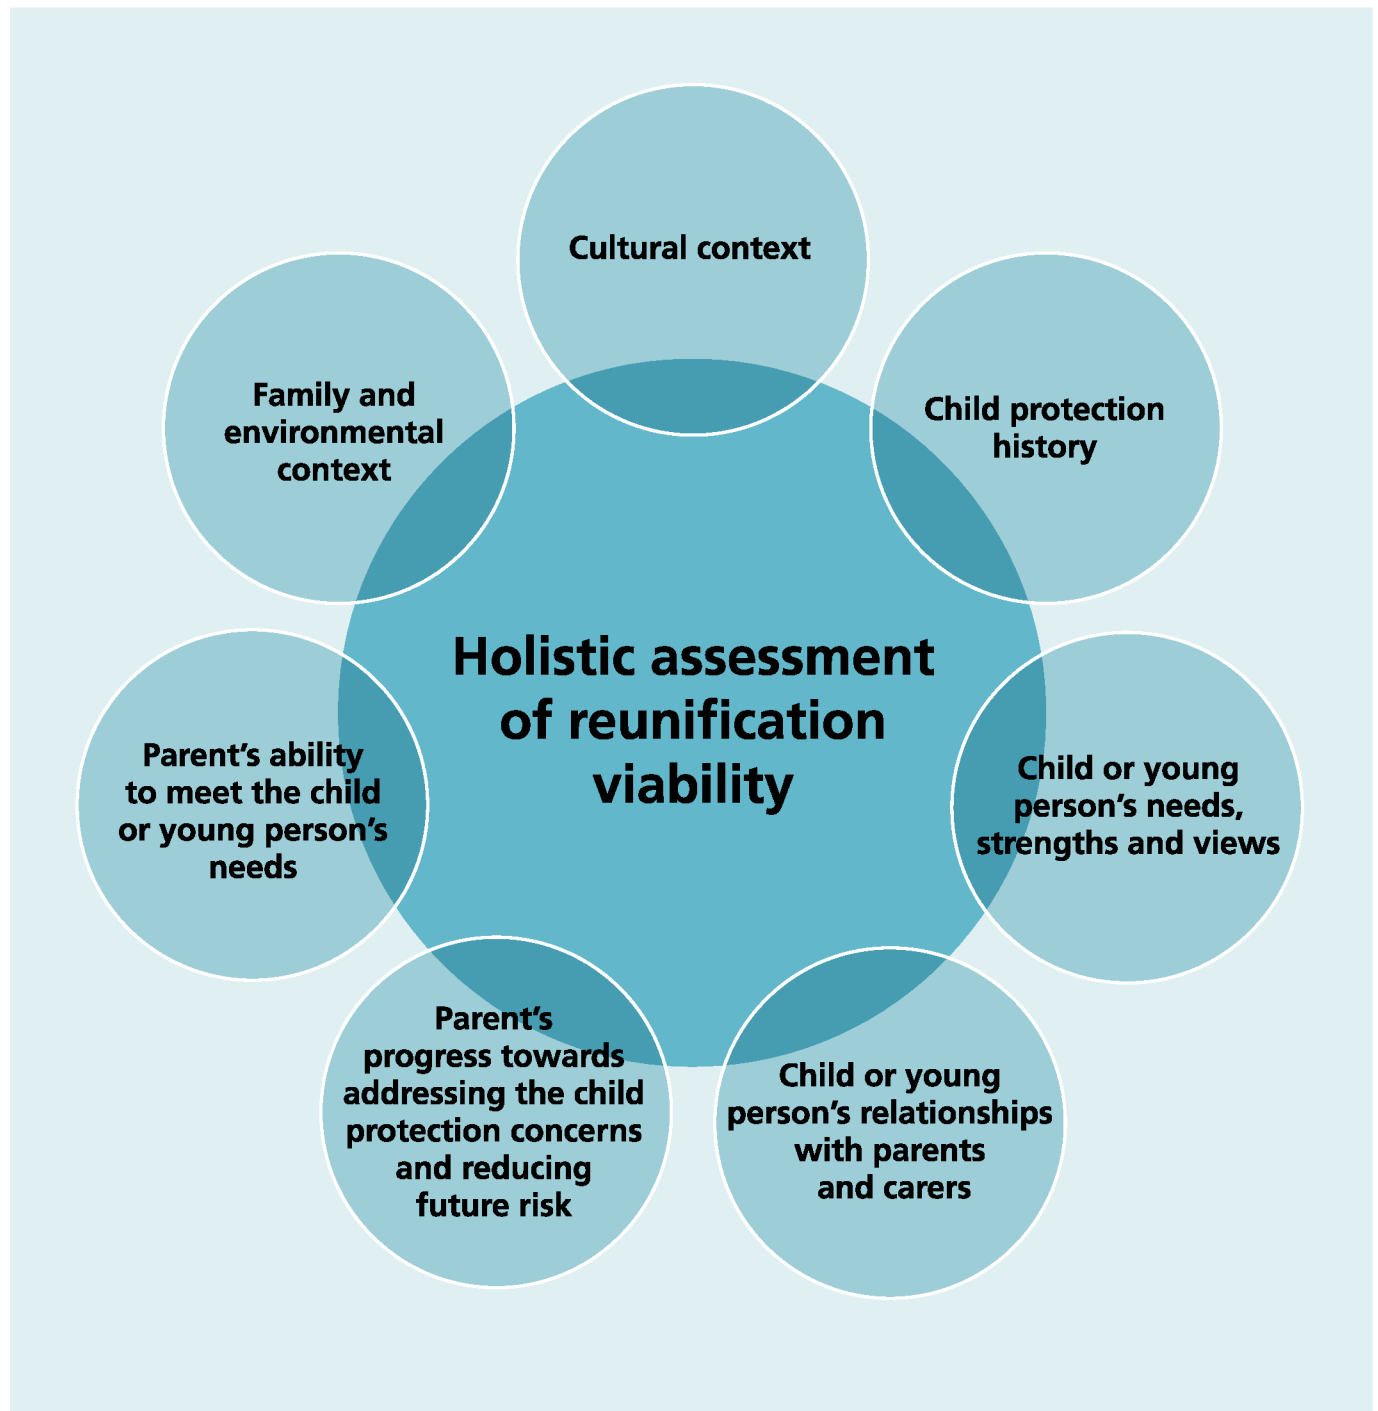 Cultural context
Family and
environmental
context
Child protection
history
Holistic assessment
of reunification
viability
Parent’s ability
to meet the child
or young person’s
needs
Child or young
person’s needs,
strengths and views
Parent’s
progress towards
addressing the child
protection concerns
and reducing
future risk
Child or young
person’s relationships
with parents
and carers